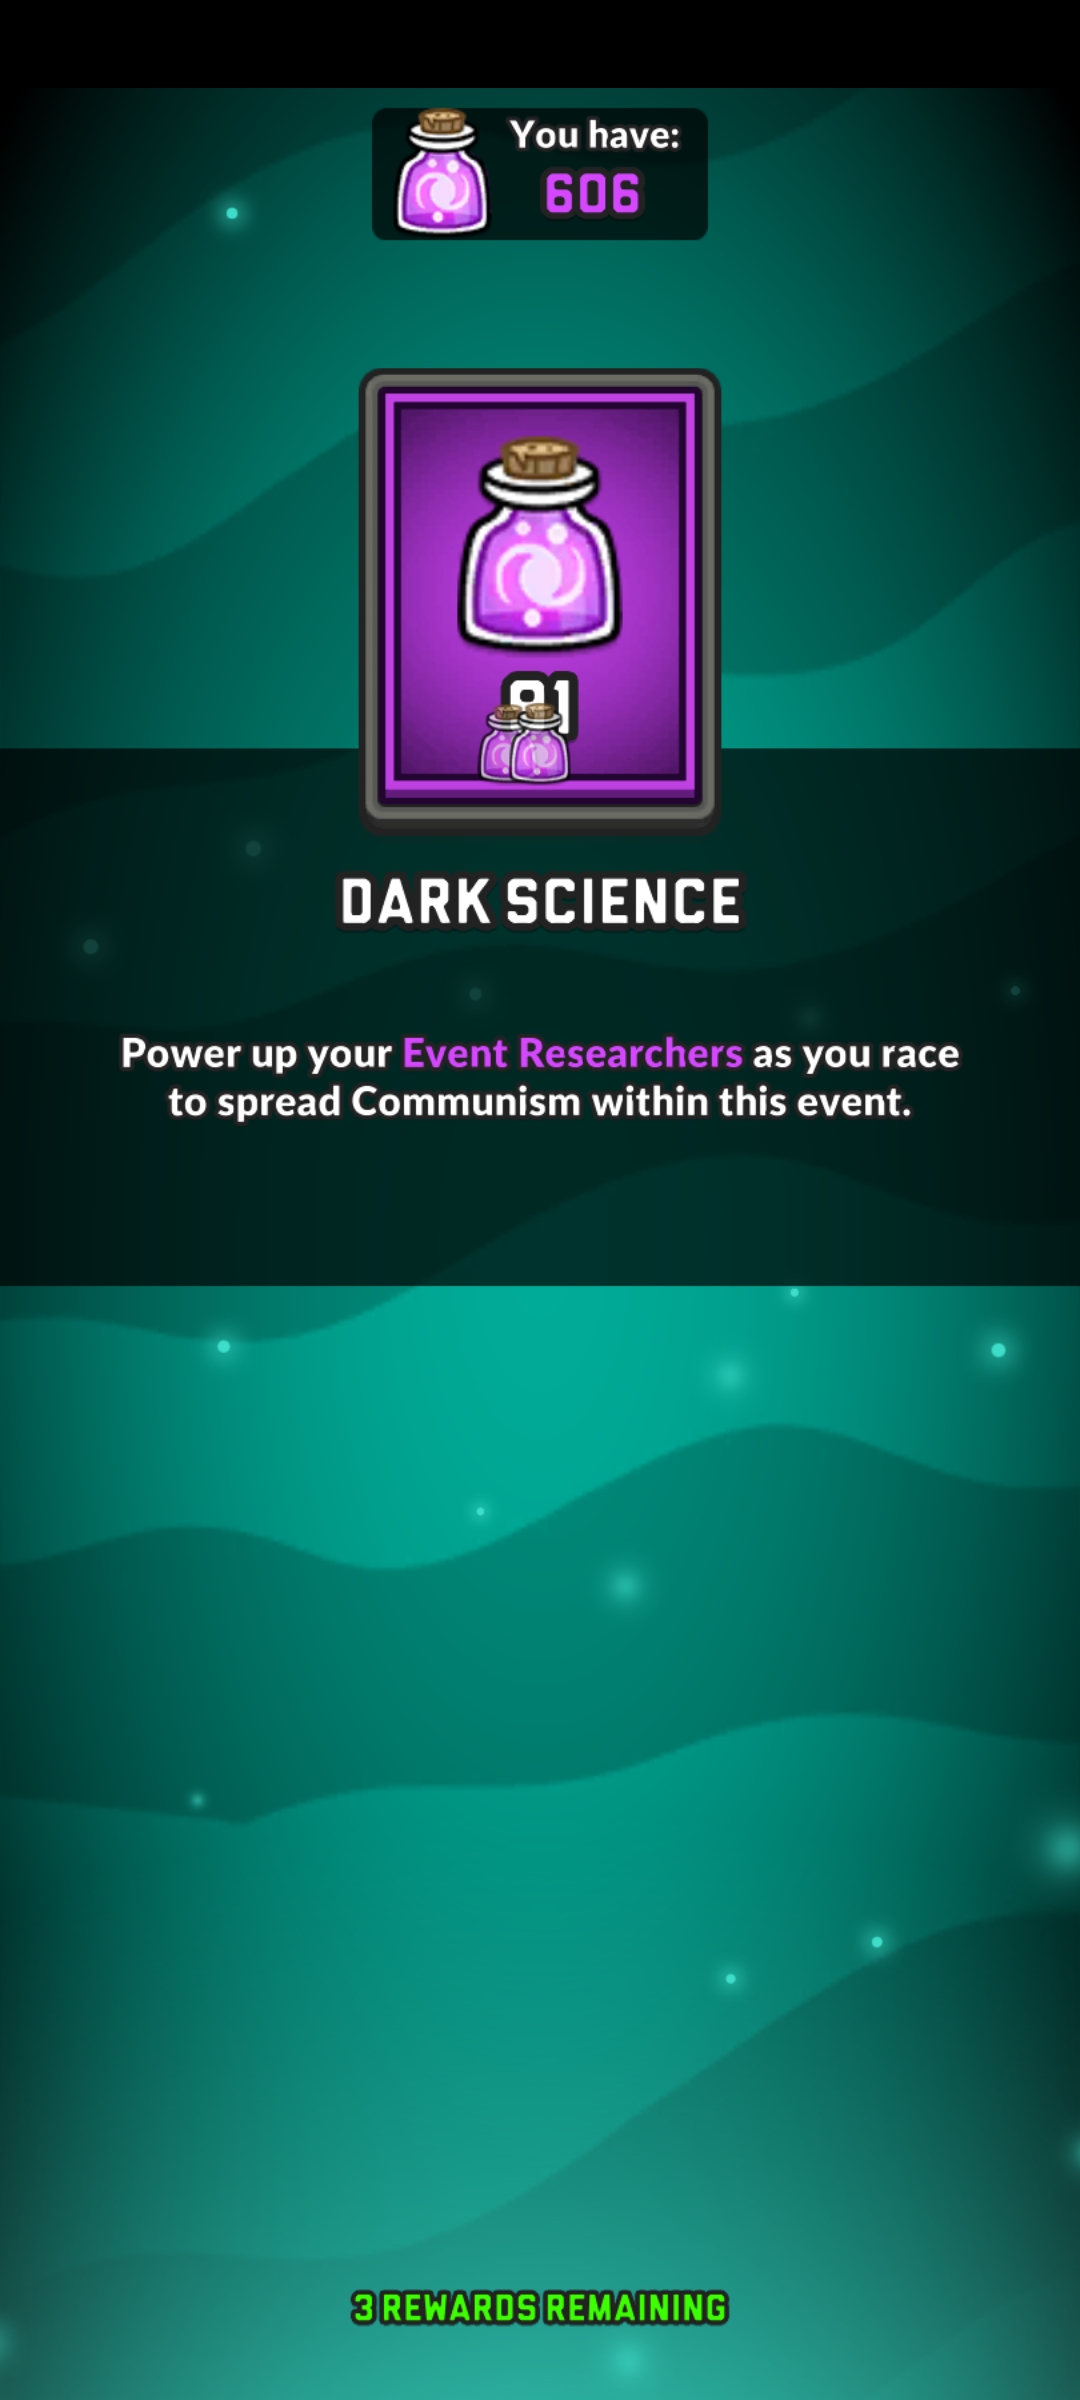 You have:
606
DARK SCIENCE
Power up your Event Researchers as you race
to spread Communism within this event.
3 REWARDS REMAINING